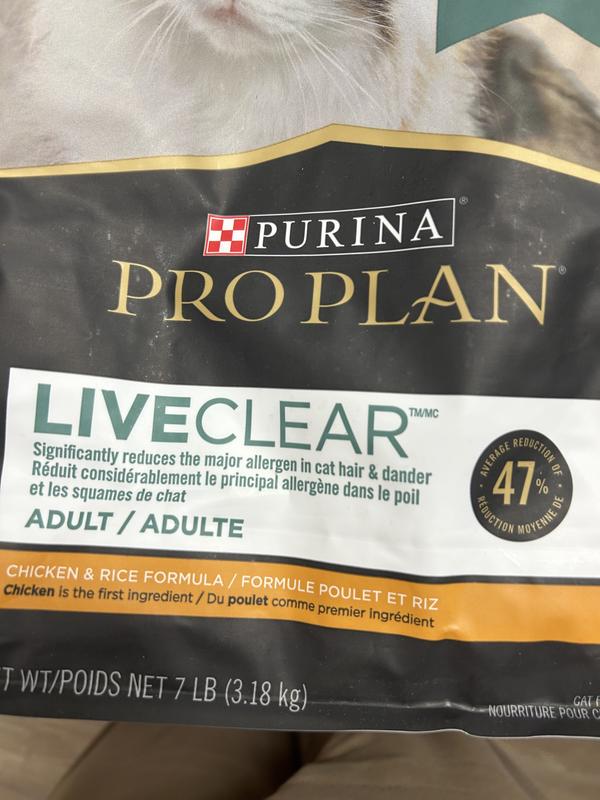 PURINA®
PRO PLAN®
LIVECLEAR™/MC
Significantly reduces the major allergen in cat hair & dander
Réduit considérablement le principal allergène dans le poil
et les squames de chat
ADULT / ADULTE
AVERAGE REDUCTION OF
47%
RÉDUCTION MOYENNE DE
CHICKEN & RICE FORMULA / FORMULE POULET ET RIZ
Chicken is the first ingredient / Du poulet comme premier ingrédient
T WT/POIDS NET 7 LB (3.18 kg)
CAT F
NOURRITURE POUR C